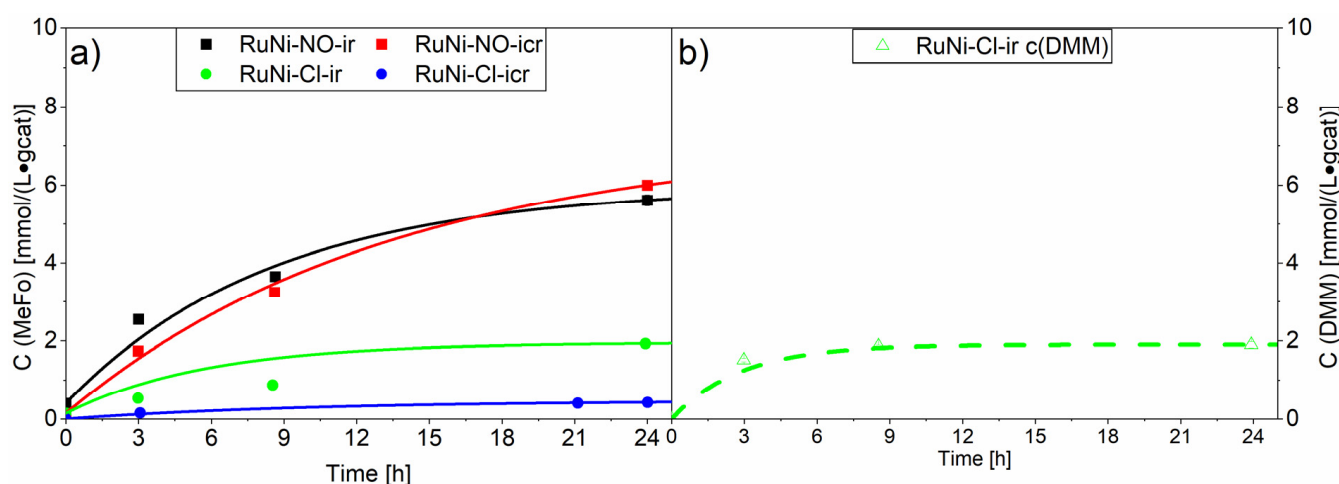 a)
RuNi-NO-ir
RuNi-NO-icr
RuNi-Cl-ir
RuNi-Cl-icr
C (MeFo) [mmol/(L•gcat)]
10
8
6
4
2
0
0 3 6 9 12 15 18 21 24
Time [h]
b)
RuNi-Cl-ir c(DMM)
0 3 6 9 12 15 18 21 24
Time [h]
10
8
6
4
2
0
C (DMM) [mmol/(L•gcat)]